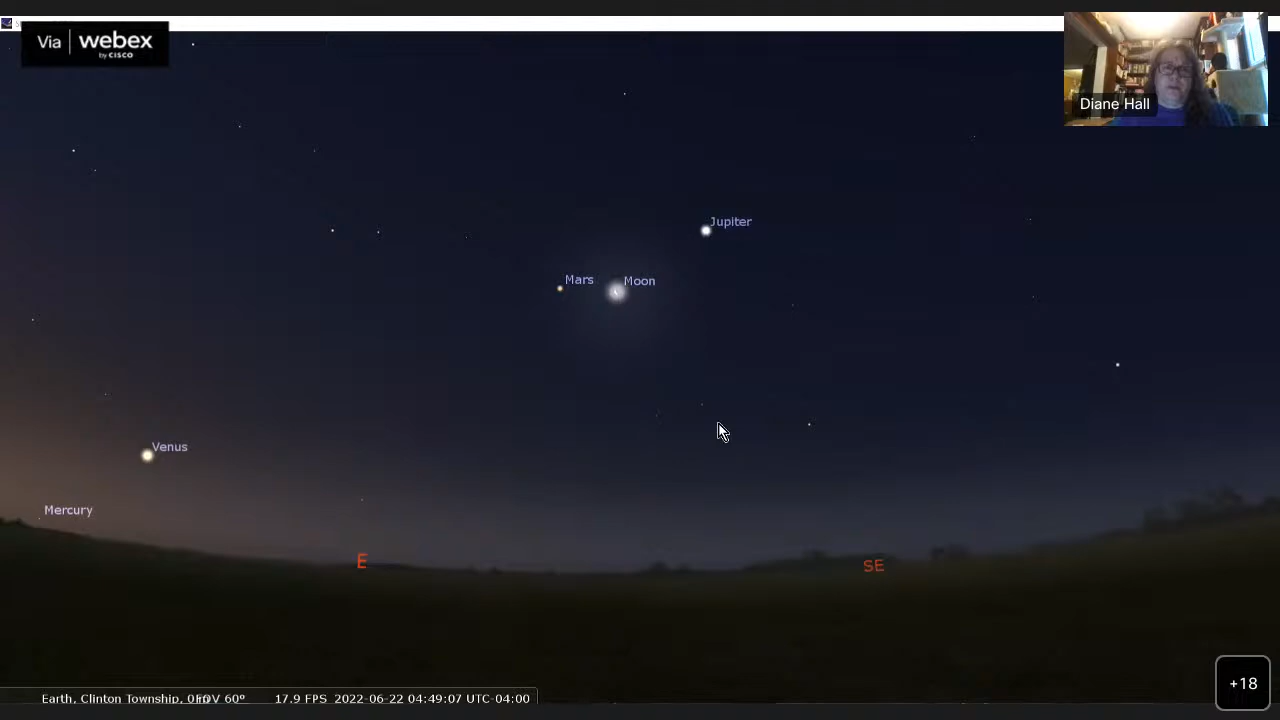 Via | webex
by CISCO
Diane Hall
Jupiter
Mars
Moon
Venus
Mercury
E
SE
Earth, Clinton Township, FOV 60° 17.9 FPS 2022-06-22 04:49:07 UTC-04:00
+18